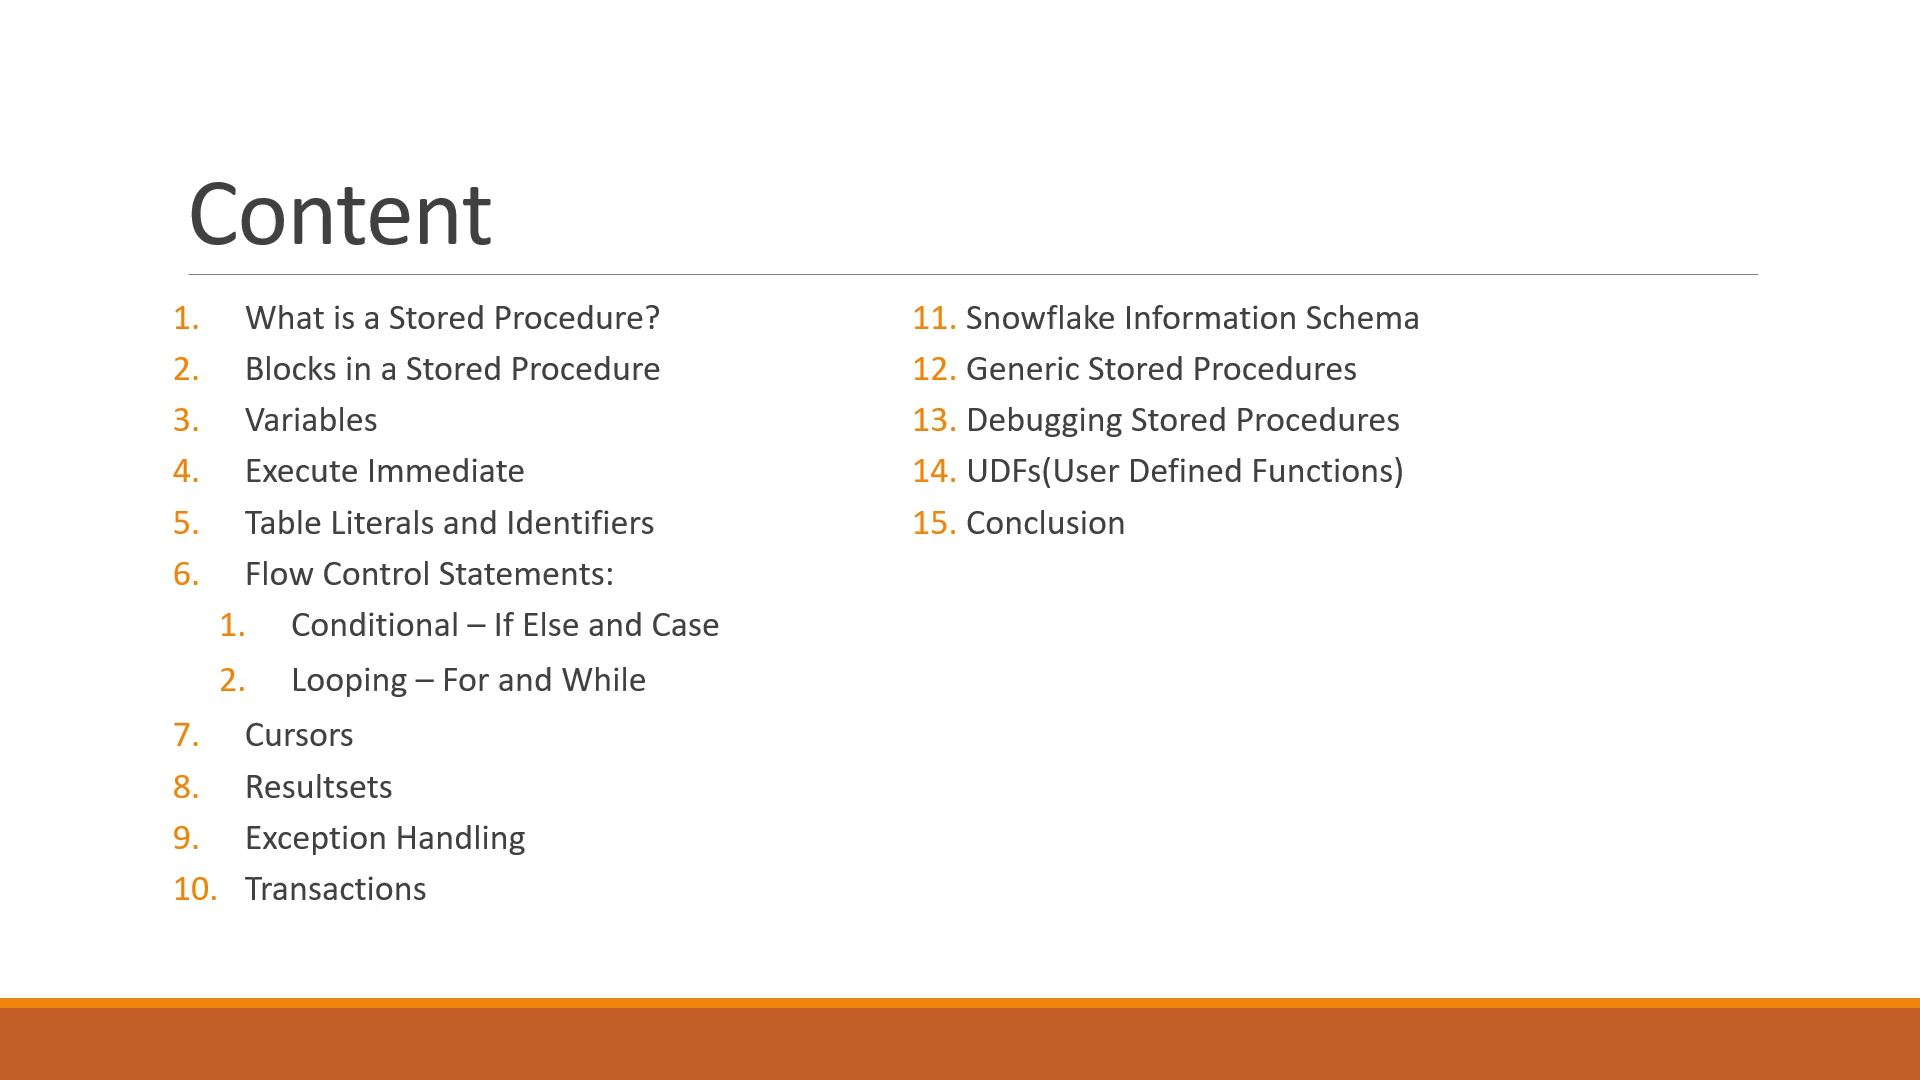 Content
1. What is a Stored Procedure?
2. Blocks in a Stored Procedure
3. Variables
4. Execute Immediate
5. Table Literals and Identifiers
6. Flow Control Statements:
1. Conditional – If Else and Case
2. Looping – For and While
7. Cursors
8. Resultsets
9. Exception Handling
10. Transactions
11. Snowflake Information Schema
12. Generic Stored Procedures
13. Debugging Stored Procedures
14. UDFs(User Defined Functions)
15. Conclusion